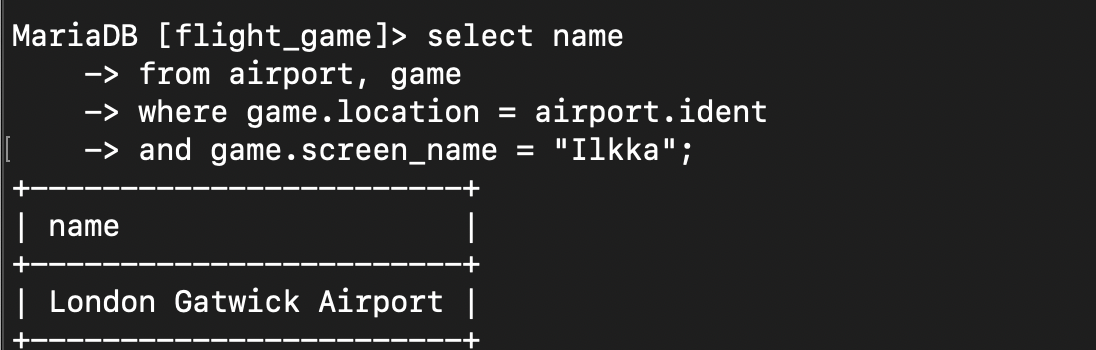 MariaDB [flight_game]> select name
    -> from airport, game
    -> where game.location = airport.ident
[    -> and game.screen_name = "Ilkka";
+------------------------+
| name                   |
+------------------------+
| London Gatwick Airport |
+------------------------+